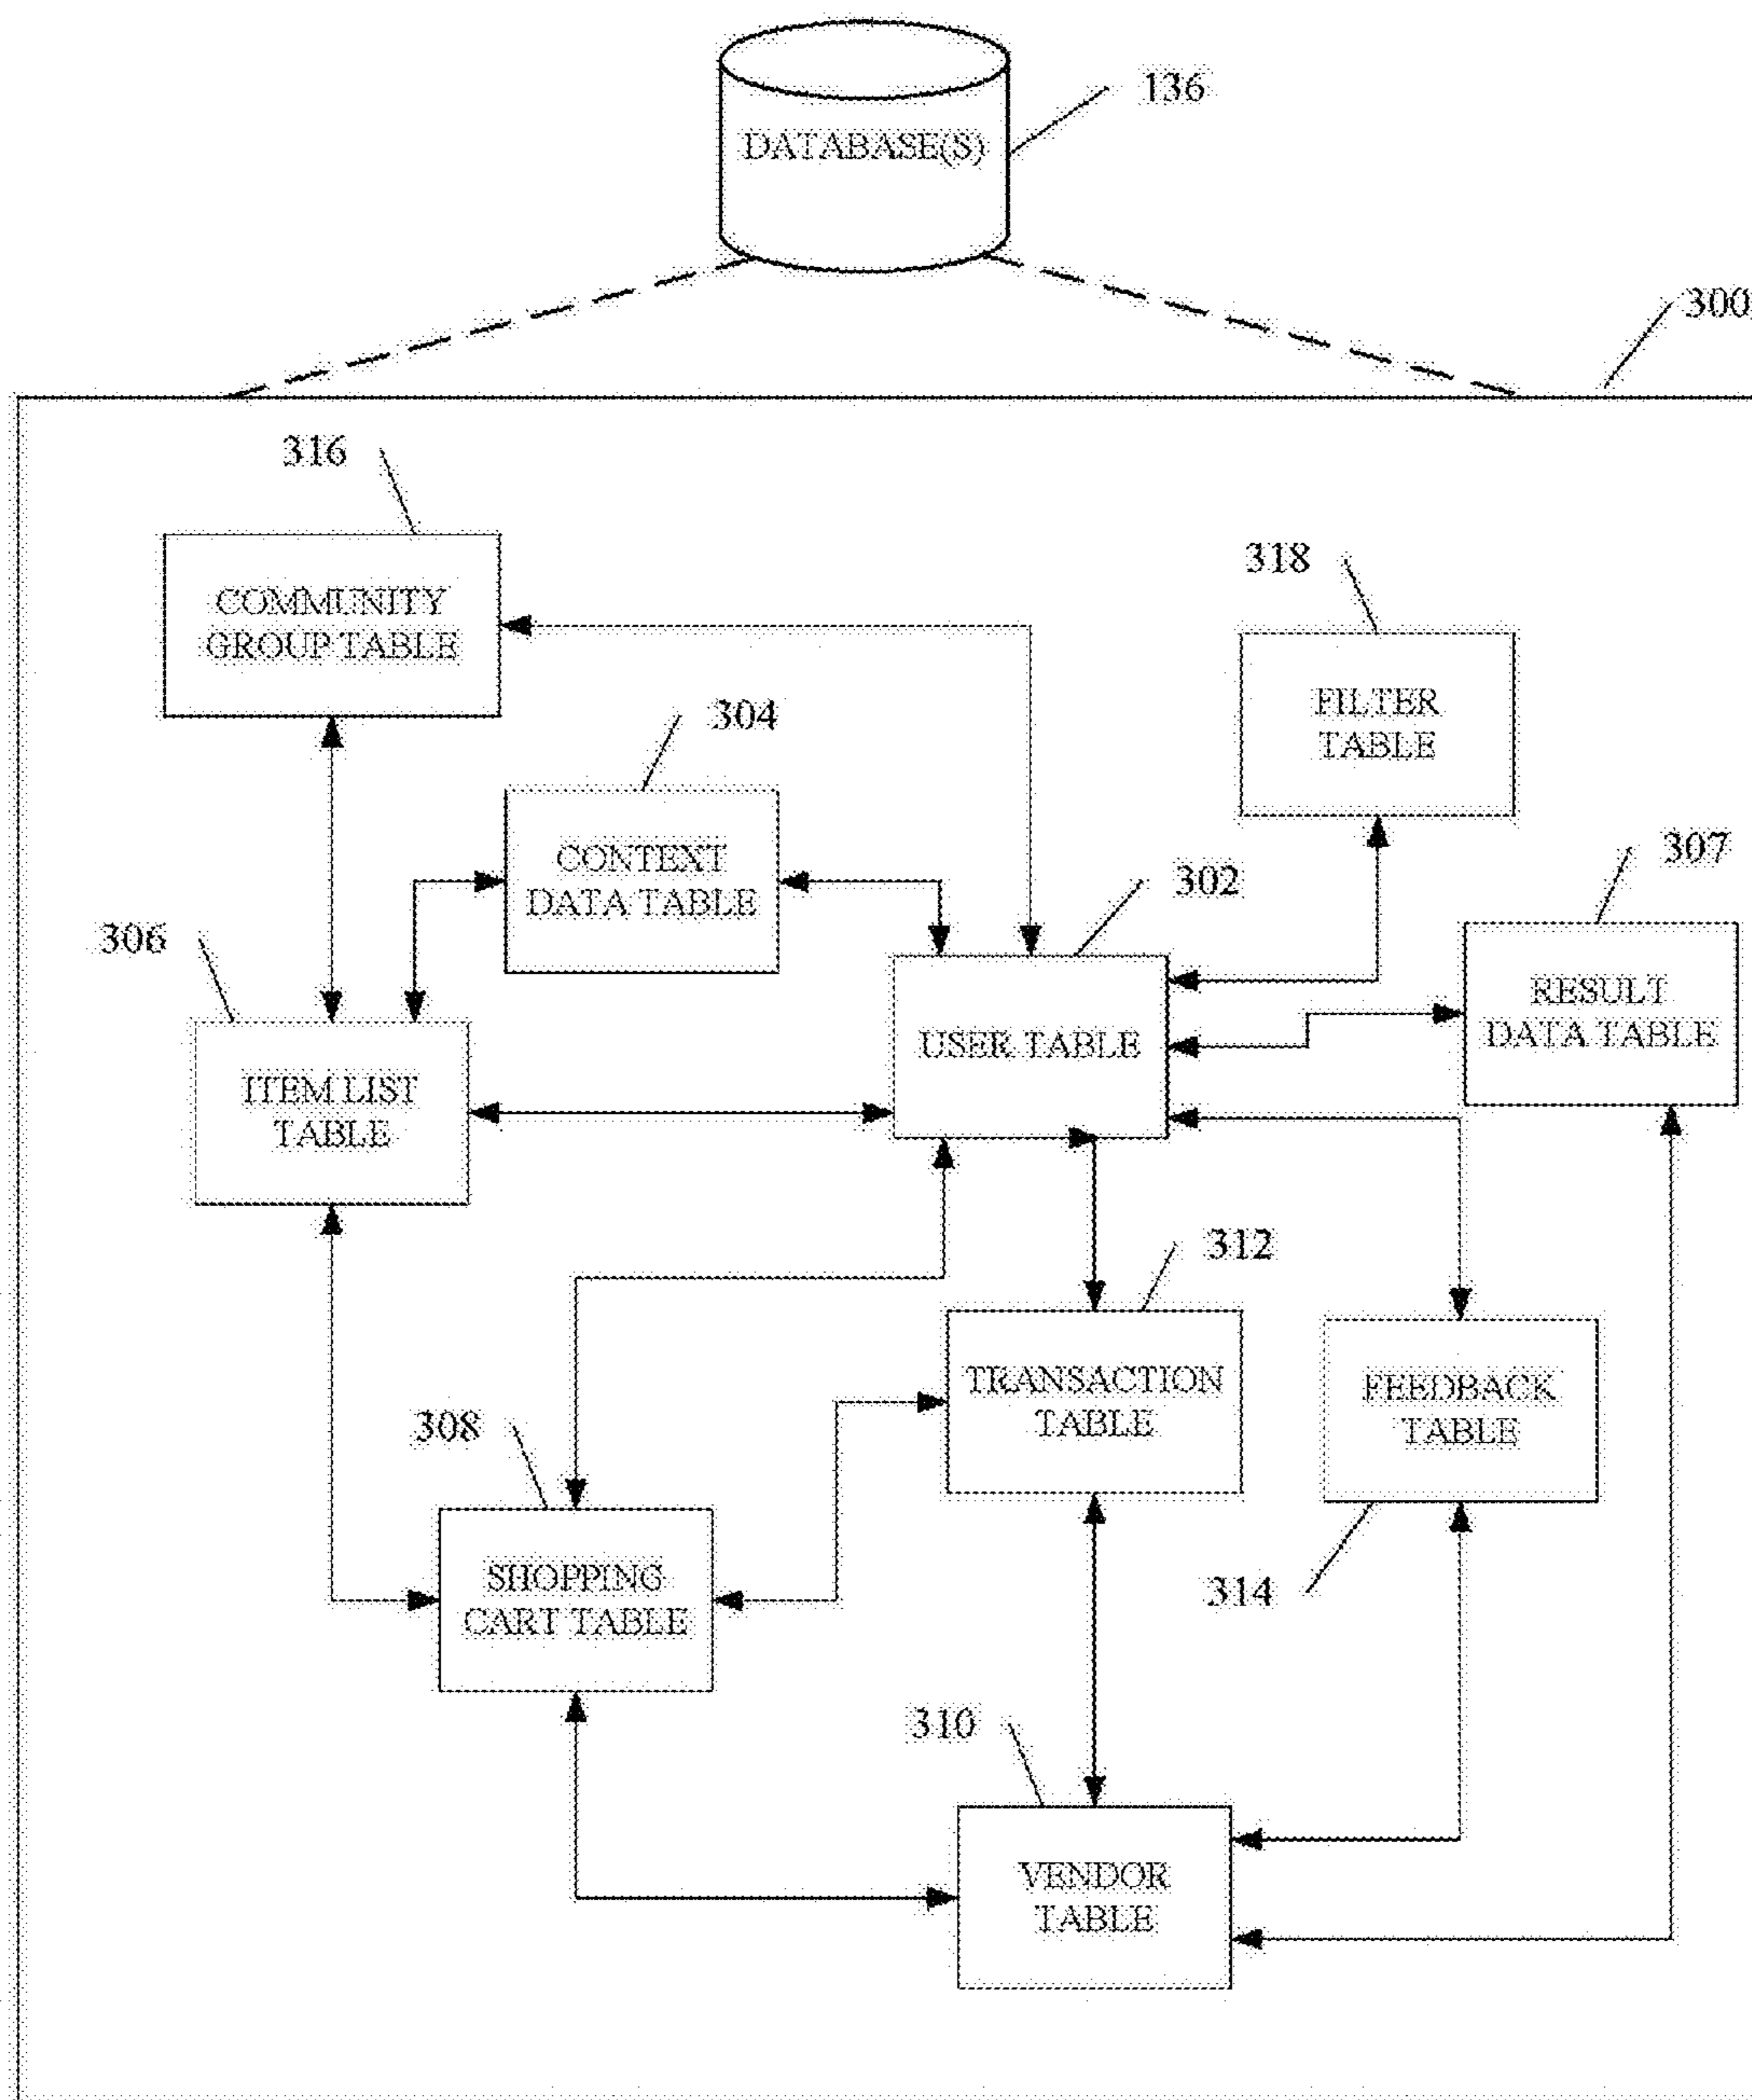 136
DATABASE(S)
300
316
COMMUNITY
GROUP TABLE
318
FILTER
TABLE
304
CONTEXT
DATA TABLE
302
307
306
USER TABLE
RESULT
DATA TABLE
ITEM LIST
TABLE
312
TRANSACTION
TABLE
FEEDBACK
TABLE
308
314
SHOPPING
CART TABLE
310
VENDOR
TABLE